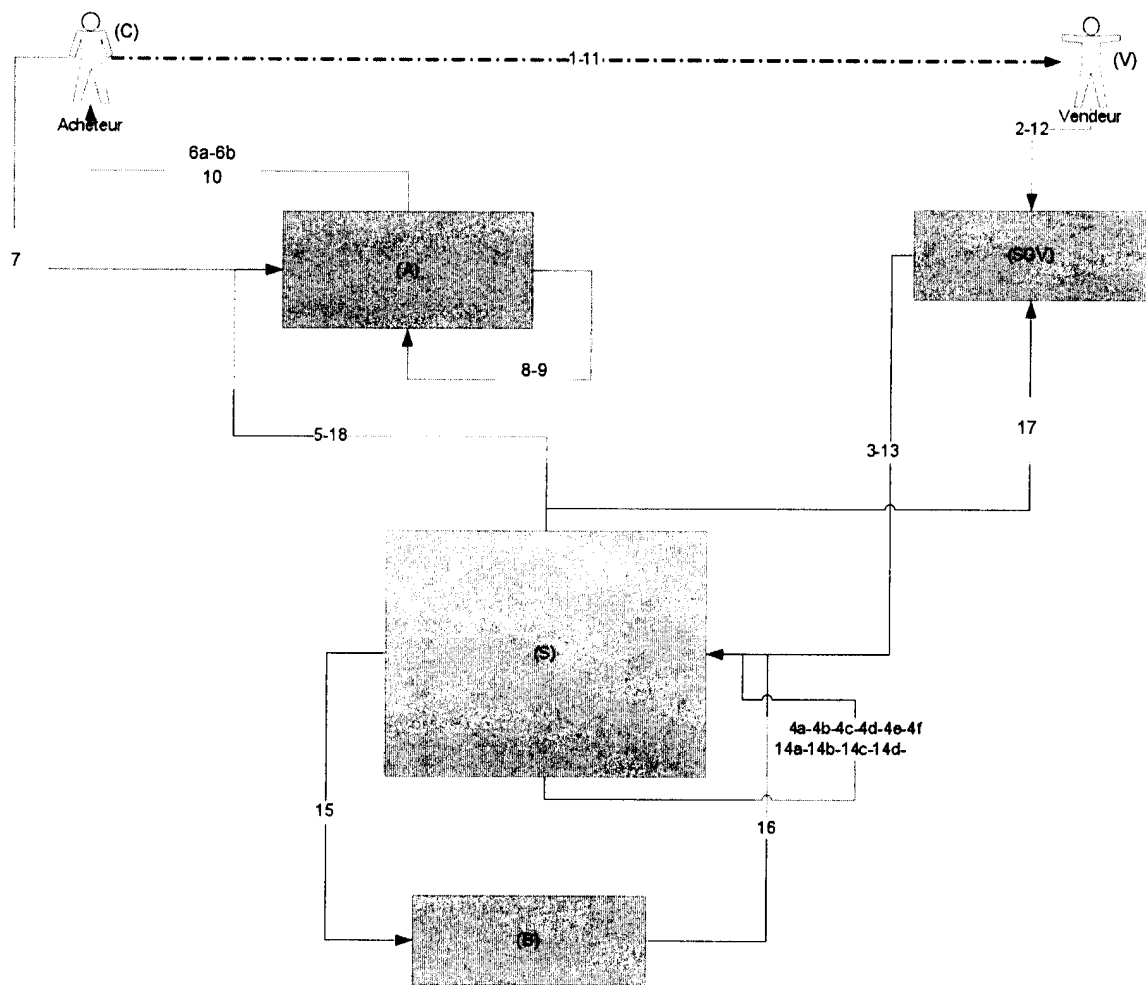 (C)
1-11
(V)
Acheteur
Vendeur
2-12
6a-6b
10
7
(A)
(SGV)
8-9
5-18
3-13
17
(S)
4a-4b-4c-4d-4e-4f
14a-14b-14c-14d-
15
16
(B)